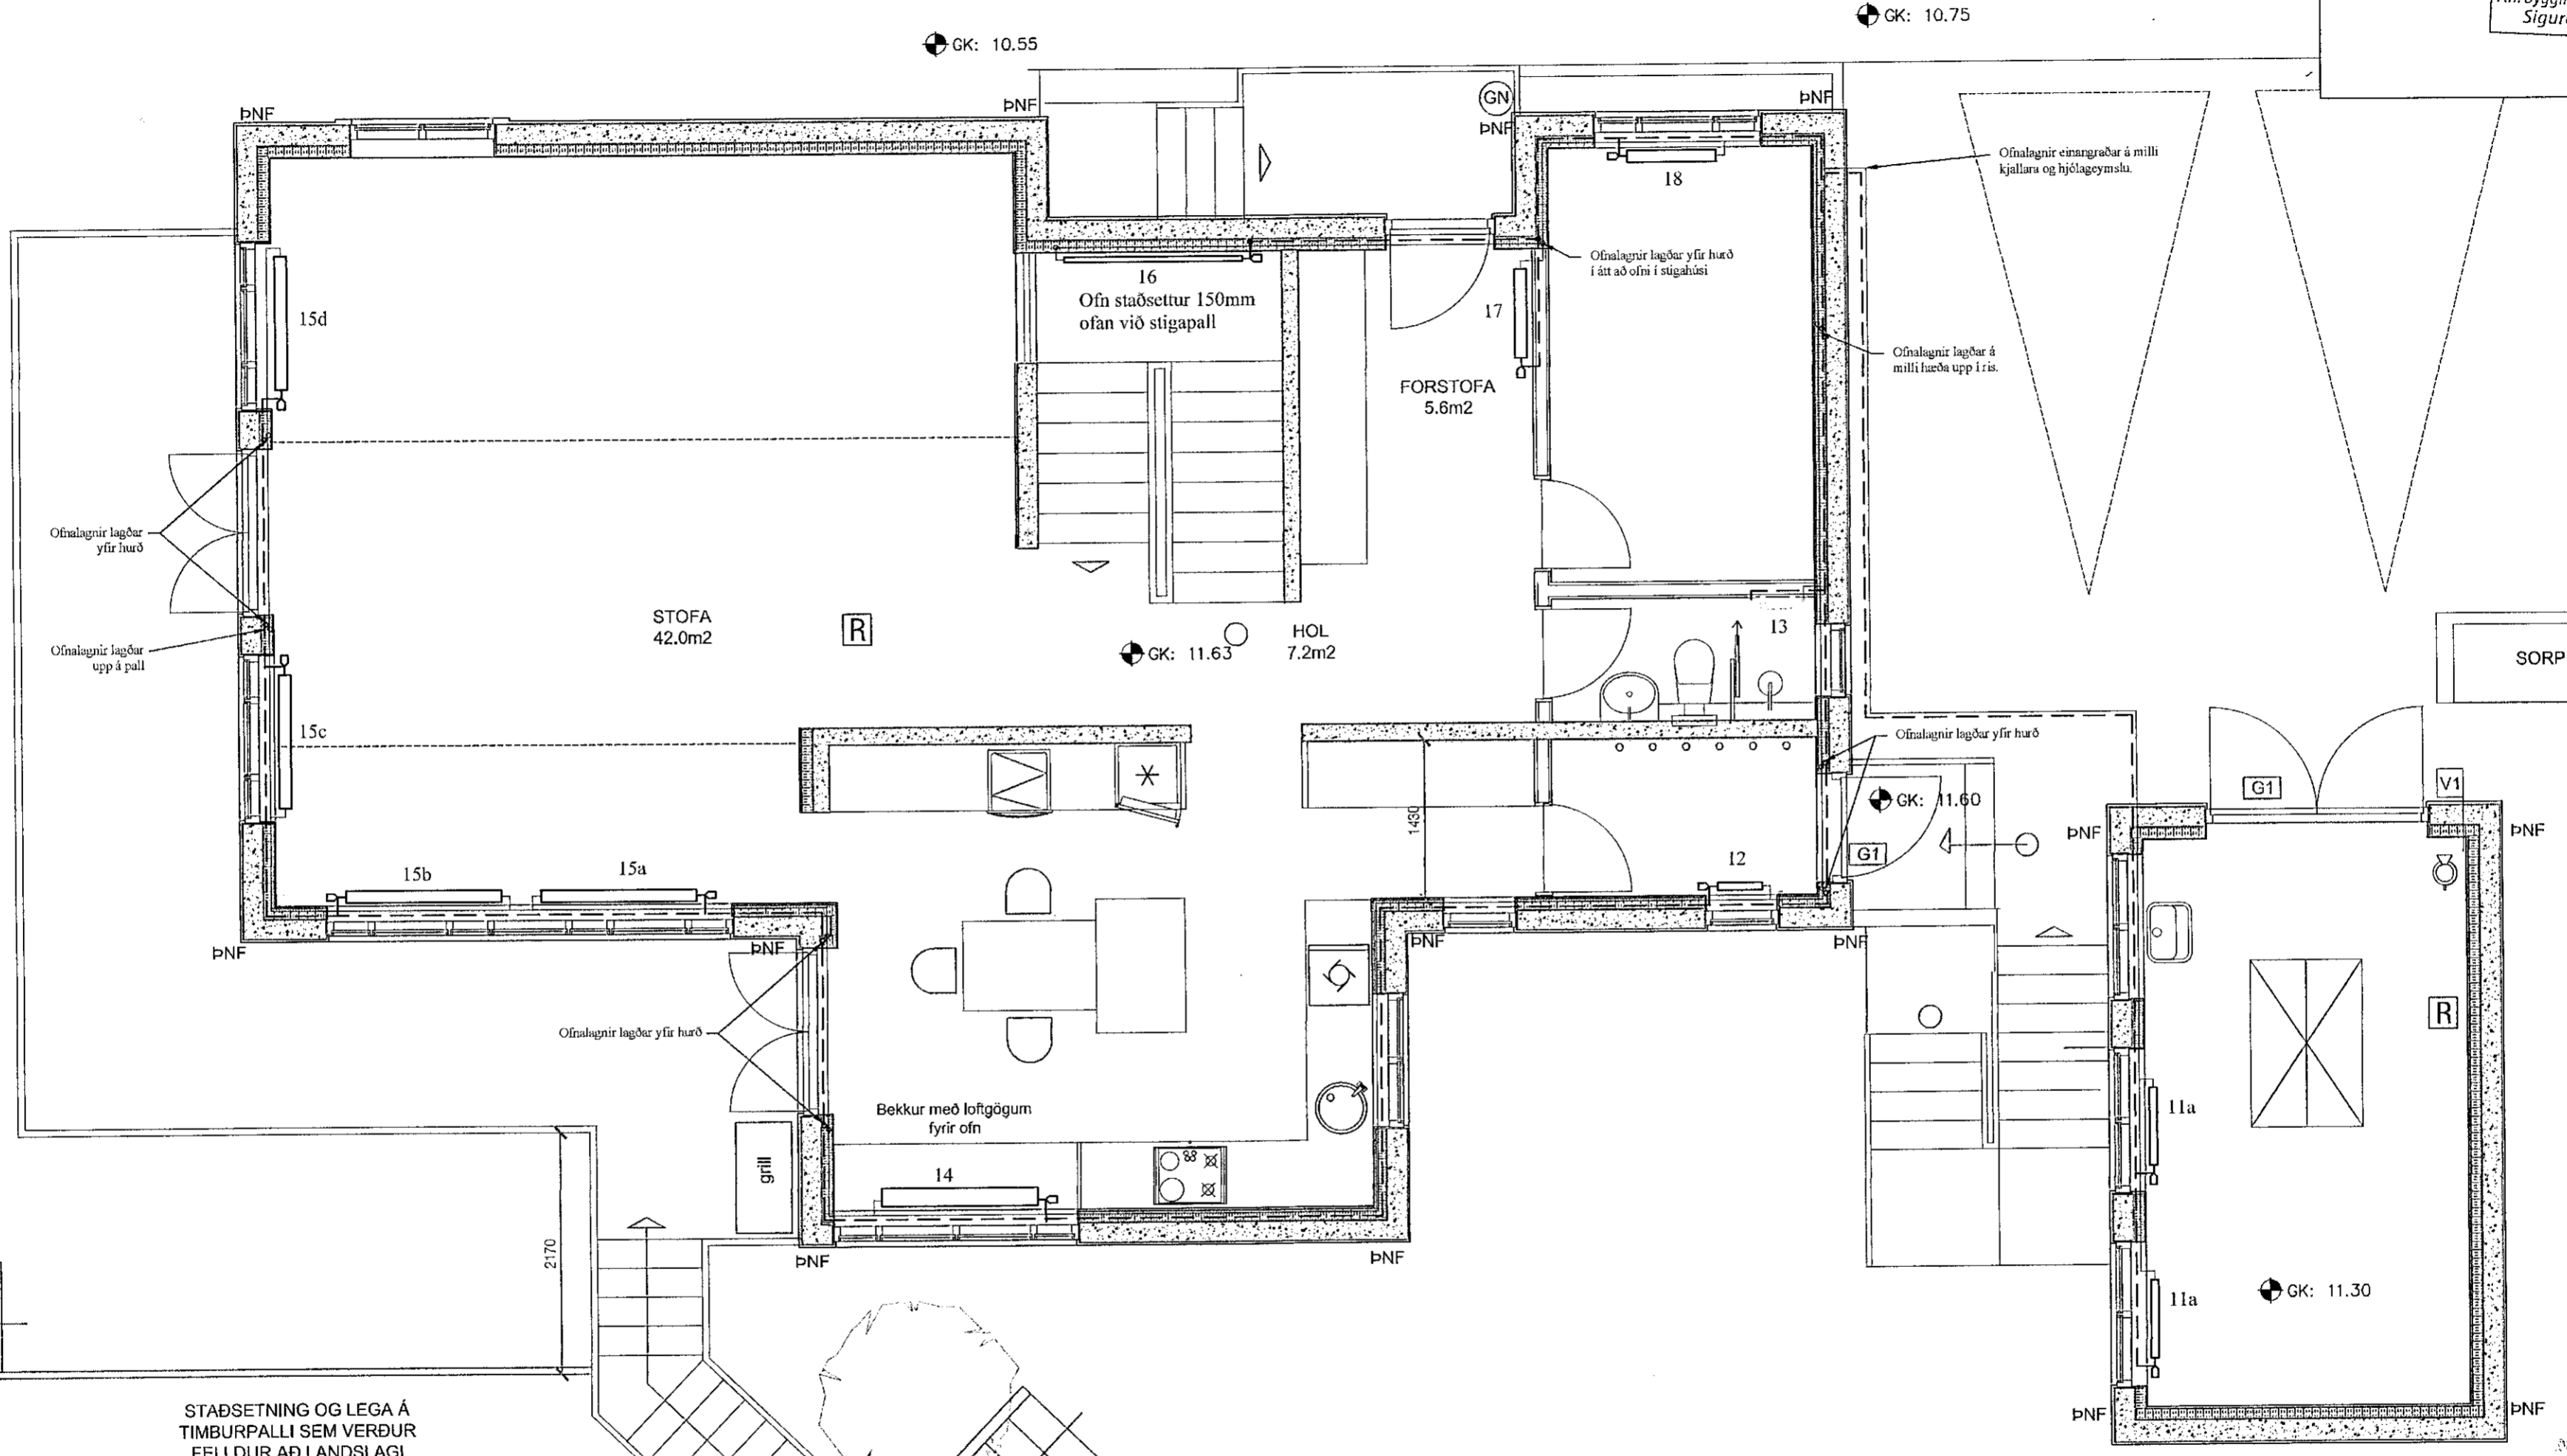 Sigur
GK: 10.75
GK: 10.55
ÞNF
ÞNF
GN
ÞNF
ÞNF
Ofnalagnir einangraðar á milli
kjallara og hjólageymslu.
18
Ofnalagnir lagðar yfir hurð
í átt að ofni í stigahúsi
16
Ofn staðsettur 150mm
ofan við stigapall
17
15d
Ofnalagnir lagðar á
milli hæða upp í ris.
FORSTOFA
5.6m2
Ofnalagnir lagðar
yfir hurð
STOFA
42.0m2
R
GK: 11.63
HOL
7.2m2
13
Ofnalagnir lagðar
upp á pall
SORP
15c
Ofnalagnir lagðar yfir hurð
G1
V1
GK: 11.60
1430
ÞNF
ÞNF
G1
12
15b
15a
ÞNF
ÞNF
ÞNF
ÞNF
R
Ofnalagnir lagðar yfir hurð
Bekkur með loftgögum
fyrir ofn
11a
grill
14
2170
ÞNF
ÞNF
GK: 11.30
11a
ÞNF
ÞNF
STAÐSETNING OG LEGA Á
TIMBURPALLI SEM VERÐUR
FELLDUR AÐ LANDSLAGI